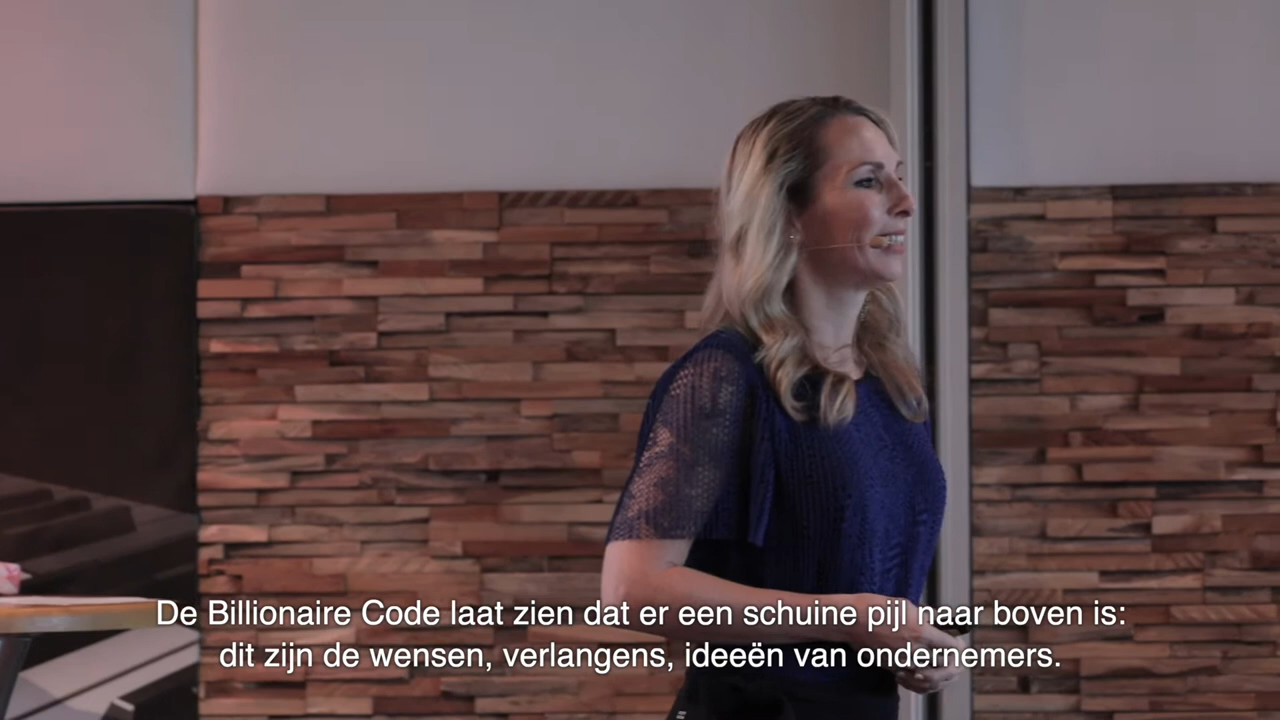 De Billionaire Code laat zien dat er een schuine pijl naar boven is:
dit zijn de wensen, verlangens, ideeën van ondernemers.